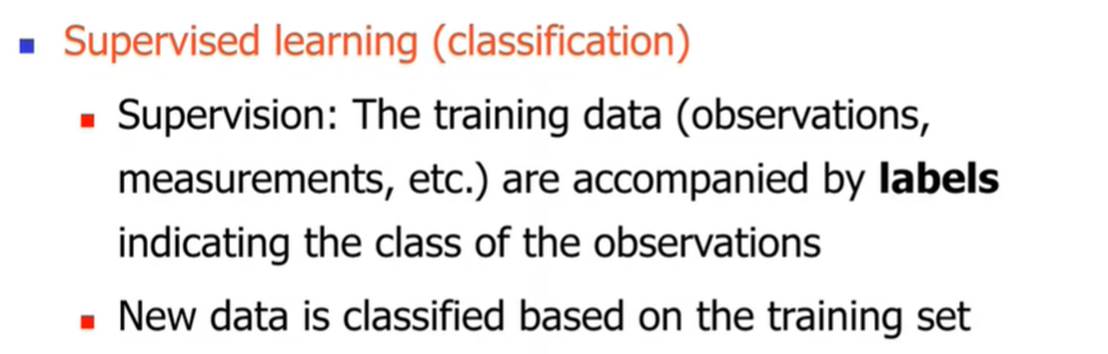 Supervised learning (classification)
Supervision: The training data (observations,
measurements, etc.) are accompanied by labels
indicating the class of the observations
New data is classified based on the training set